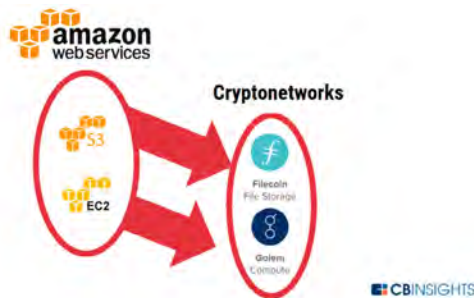 amazon
webservices
Cryptonetworks
S3
EC2
Filecoin
File Storage
Golem
Compute
CBINSIGHTS